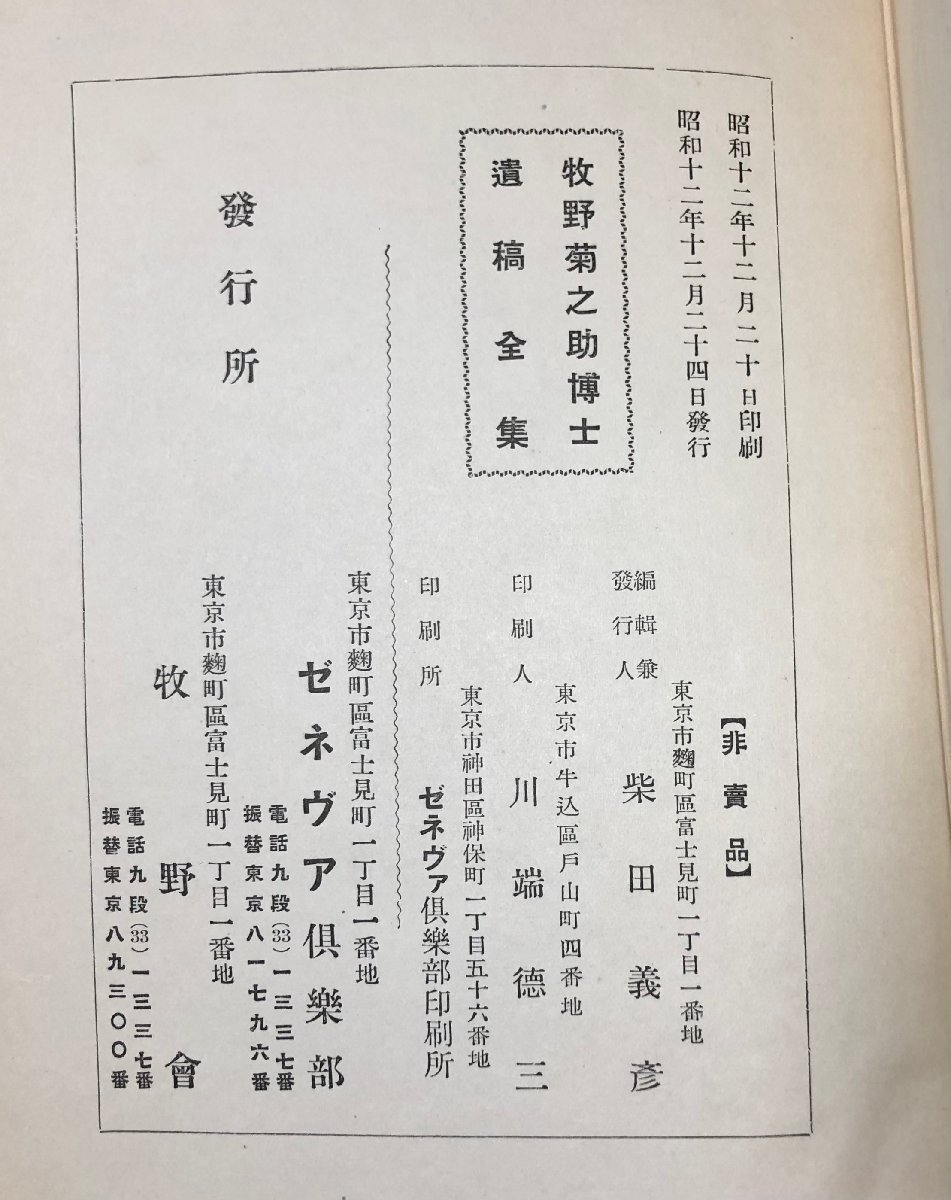 昭和十二年十二月二十日印刷
昭和十二年十二月二十四日發行
牧野菊之助博士
遺稿全集
【非賣品】
東京市麴町區富士見町一丁目一番地
編輯兼
發行人
柴田義彥
東京市牛込區戸山町四番地
印刷人
川端德三
東京市神田區神保町一丁目五十六番地
印刷所
ゼネヴァ倶樂部印刷所
發行所
東京市麴町區富士見町一丁目一番地
ゼネヴァ倶樂部
電話九段(33)一三三七番
振替東京八一七九六番
東京市麴町區富士見町一丁目一番地
牧野會
電話九段(33)一三三七番
振替東京八九三〇〇番